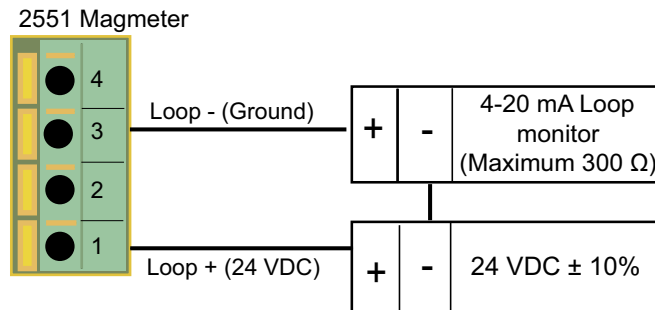 2551 Magmeter
4
3
2
1
Loop - (Ground)
Loop + (24 VDC)
+ - 4-20 mA Loop
monitor
(Maximum 300 Ω)
+ - 24 VDC ± 10%